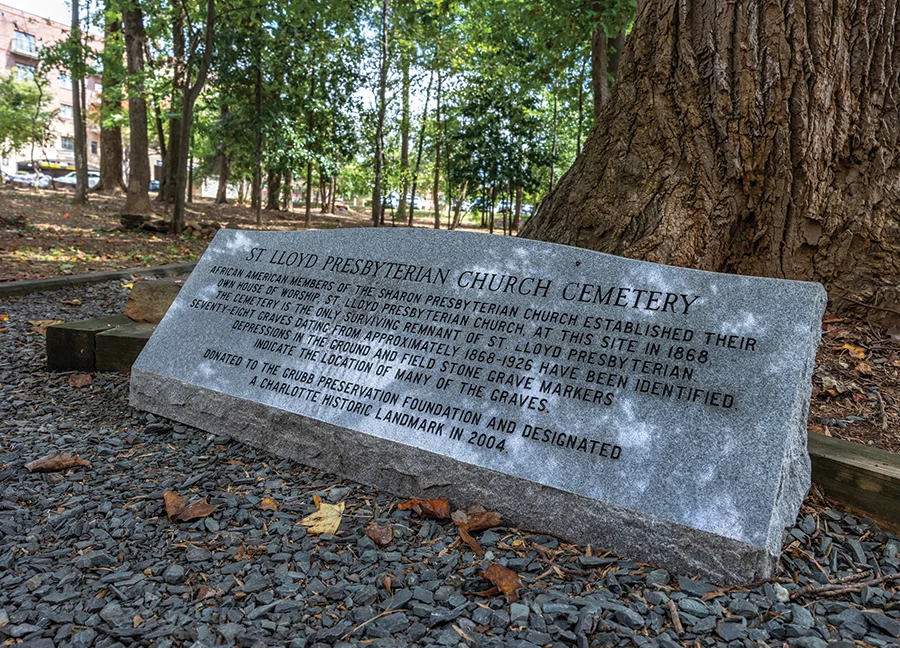 ST. LLOYD PRESBYTERIAN CHURCH CEMETERY
AFRICAN AMERICAN MEMBERS OF THE SHARON PRESBYTERIAN CHURCH ESTABLISHED THEIR
OWN HOUSE OF WORSHIP, ST. LLOYD PRESBYTERIAN CHURCH, AT THIS SITE IN 1868.
THE CEMETERY IS THE ONLY SURVIVING REMNANT OF ST. LLOYD PRESBYTERIAN.
SEVENTY-EIGHT GRAVES DATING FROM APPROXIMATELY 1868-1926 HAVE BEEN IDENTIFIED.
DEPRESSIONS IN THE GROUND AND FIELD STONE GRAVE MARKERS
INDICATE THE LOCATION OF MANY OF THE GRAVES.
DONATED TO THE GRUBB PRESERVATION FOUNDATION AND DESIGNATED
A CHARLOTTE HISTORIC LANDMARK IN 2004.